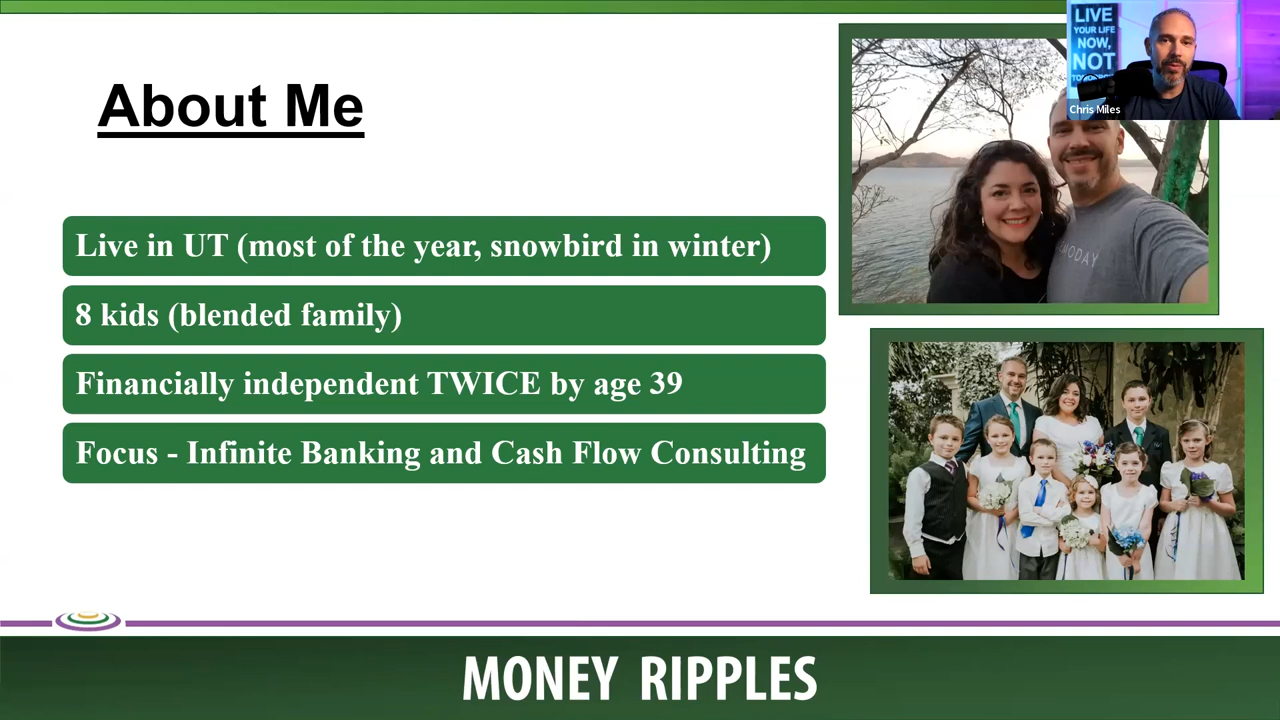 About Me
Live in UT (most of the year, snowbird in winter)
8 kids (blended family)
Financially independent TWICE by age 39
Focus - Infinite Banking and Cash Flow Consulting
LIVE
YOUR LIFE
NOW,
NOT
Chris Miles
MONEY RIPPLES